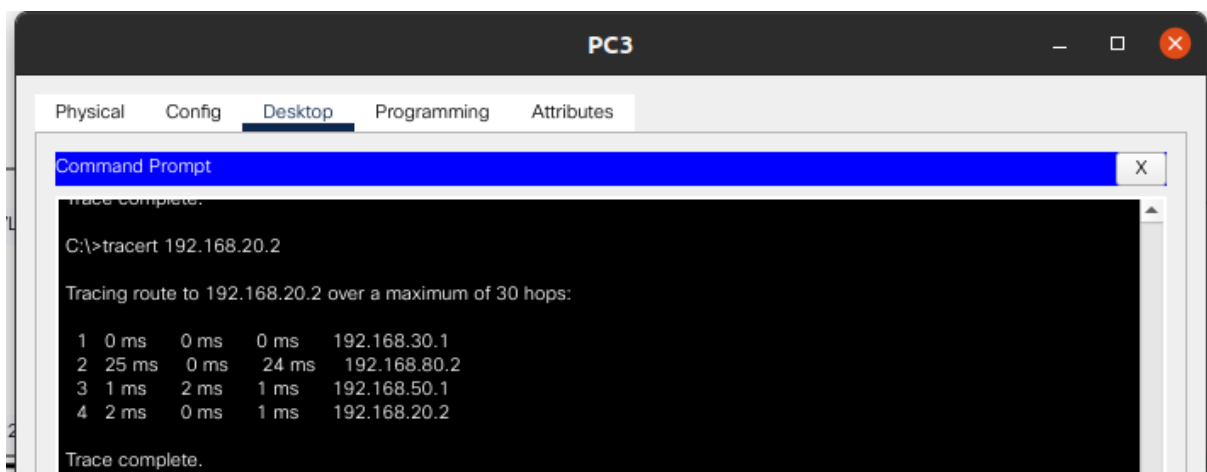 PC3
Physical Config Desktop Programming Attributes
Command Prompt X
Trace complete.
C:\>tracert 192.168.20.2
Tracing route to 192.168.20.2 over a maximum of 30 hops:
1 0 ms 0 ms 0 ms 192.168.30.1
2 25 ms 0 ms 24 ms 192.168.80.2
3 1 ms 2 ms 1 ms 192.168.50.1
4 2 ms 0 ms 1 ms 192.168.20.2
Trace complete.